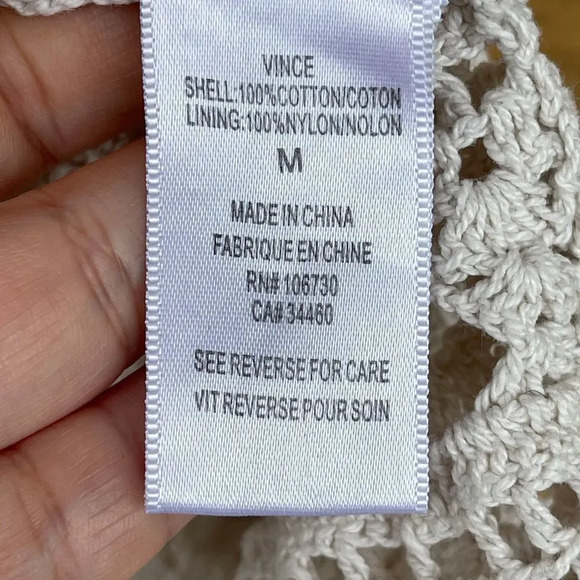 VINCE
SHELL:100%COTTON/COTON
LINING:100%NYLON/NOLON
M
MADE IN CHINA
FABRIQUE EN CHINE
RN# 106730
CA# 34460
SEE REVERSE FOR CARE
VIT REVERSE POUR SOIN